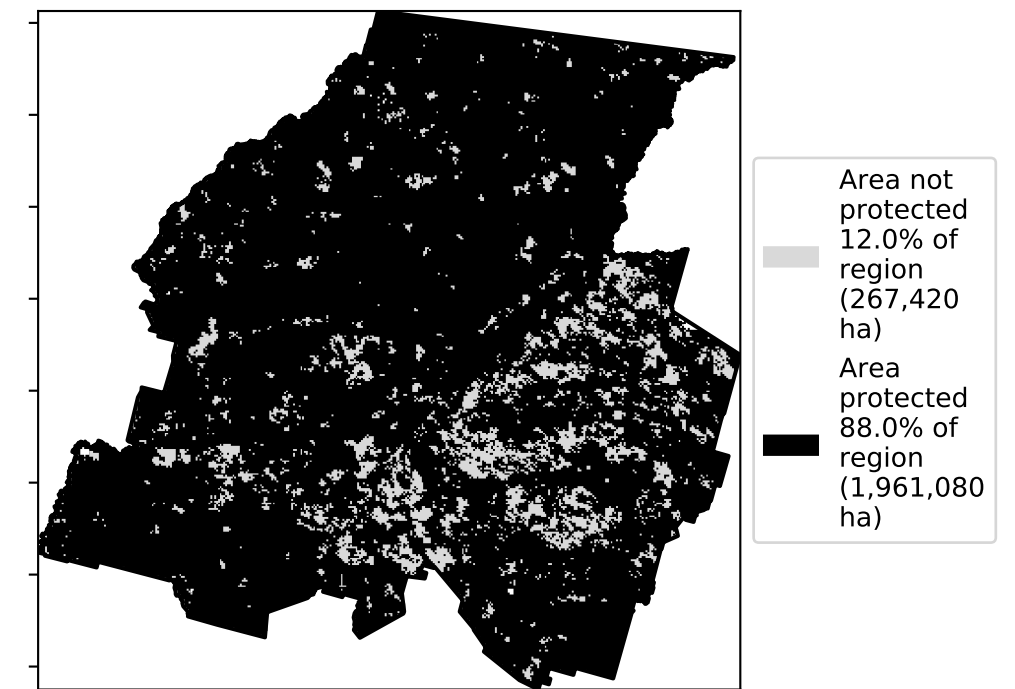 Area not
protected
12.0% of
region
(267,420
ha)
Area
protected
88.0% of
region
(1,961,080
ha)